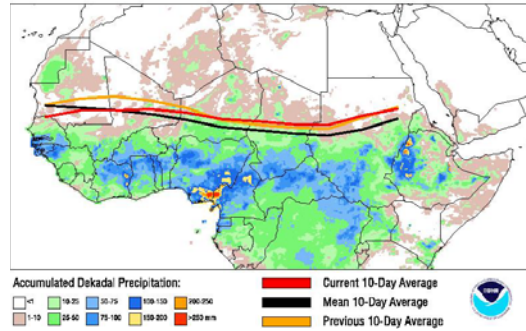 Accumulated Dekadal Precipitation:
<1 10-25 50-75 100-150 200-250
1-10 25-50 75-100 150-200 >250 mm
Current 10-Day Average
Mean 10-Day Average
Previous 10-Day Average